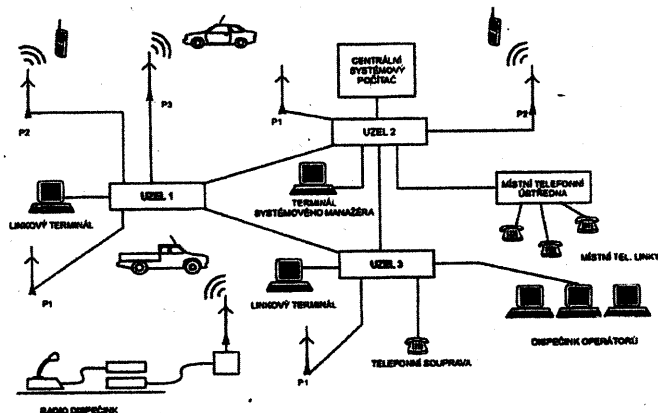 CENTRÁLNÍ
SYSTÉMOVÝ
POČÍTAČ
P2
P3
P1
P2
UZEL 2
UZEL 1
LINKOVÝ TERMINÁL
TERMINÁL
SYSTÉMOVÉHO MANAŽÉRA
MÍSTNÍ TELEFONNÍ
ÚSTŘEDNA
MÍSTNÍ TEL. LINKY
P1
UZEL 3
LINKOVÝ TERMINÁL
P1
TELEFONNÍ SOUPRAVA
DISPEČINK OPERÁTORŮ
RADIO DISPEČINK